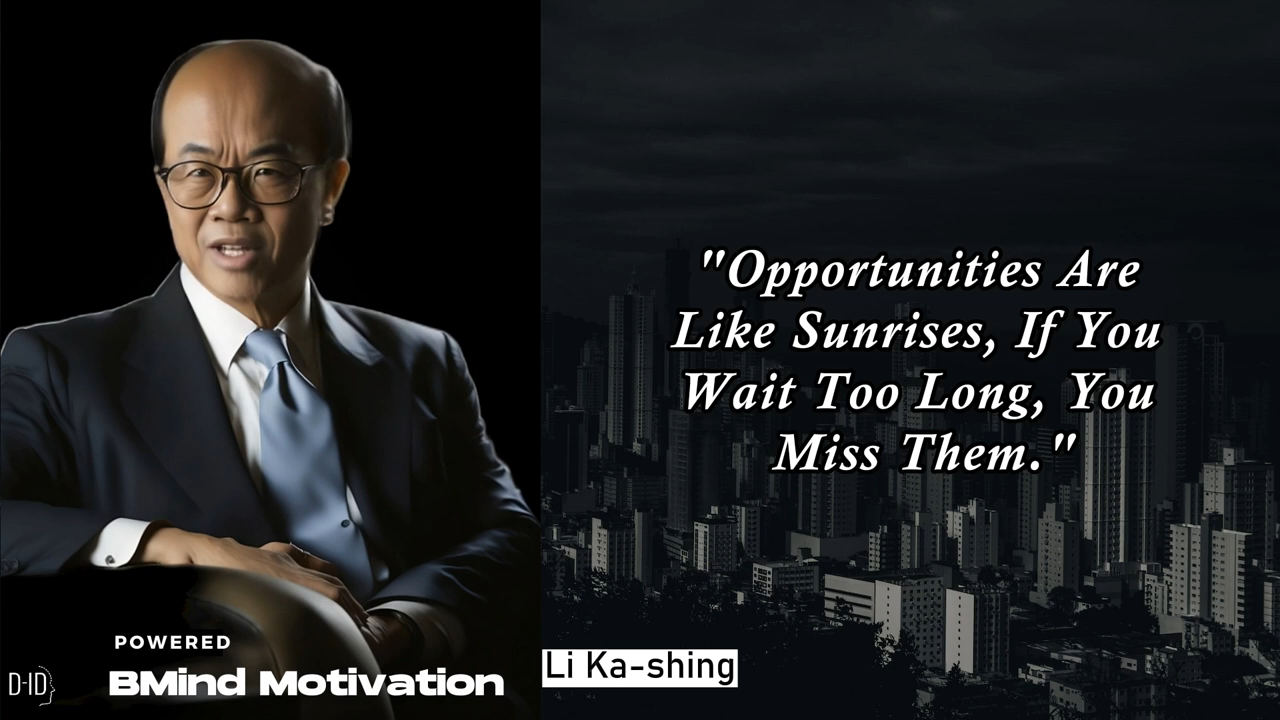 "Opportunities Are
Like Sunrises, If You
Wait Too Long, You
Miss Them."
POWERED
BMind Motivation
D-ID
Li Ka-shing